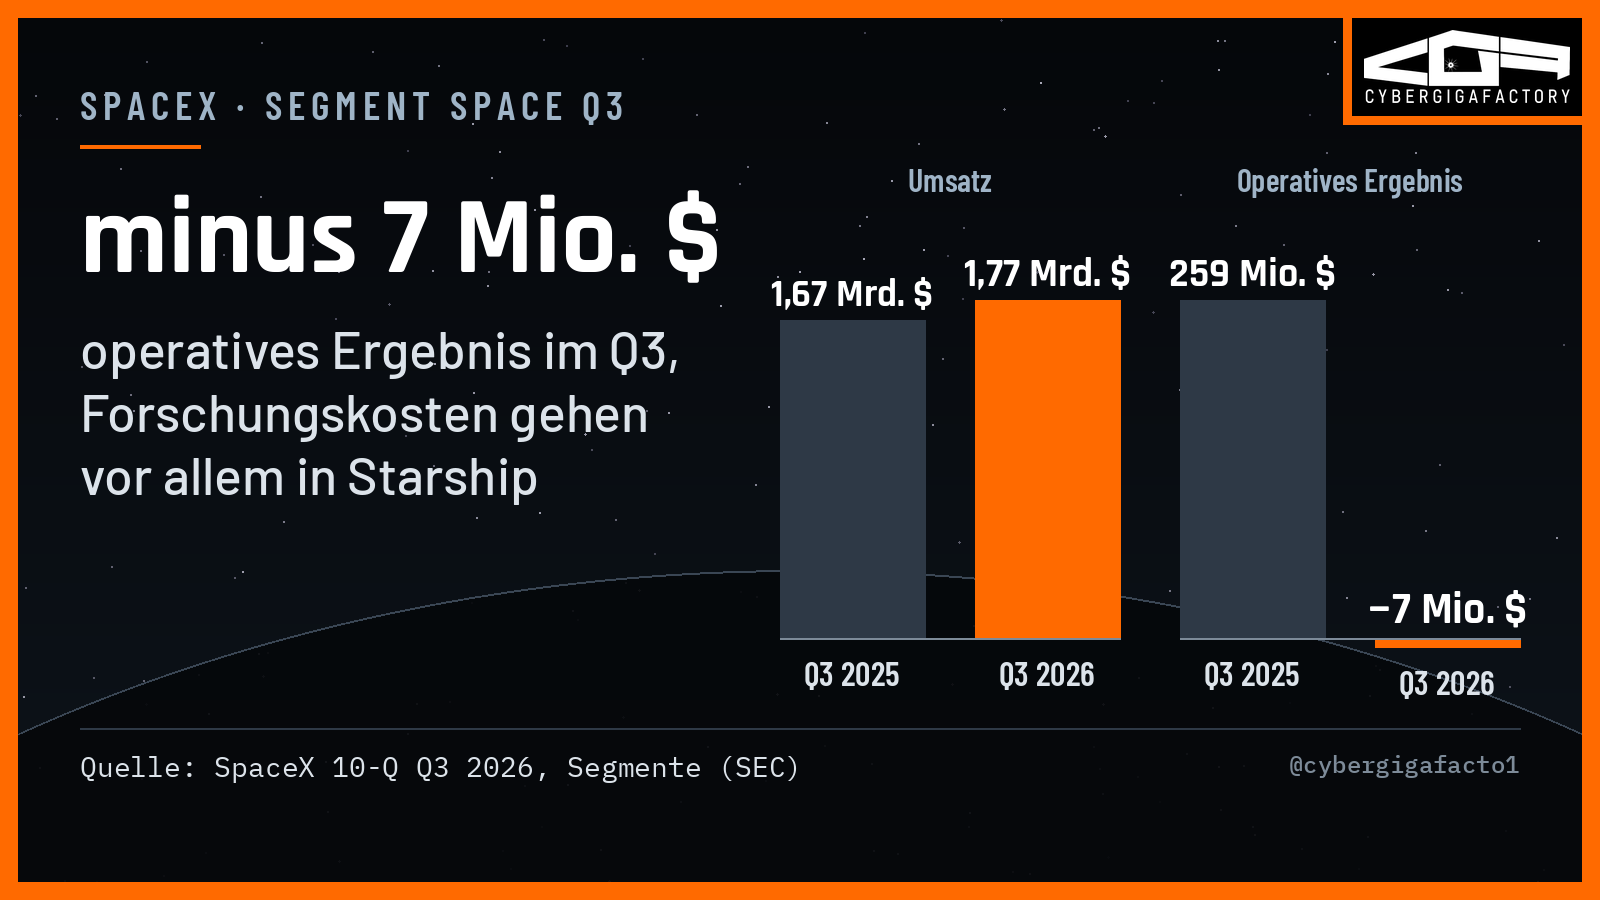 CYBERGIGAFACTORY
SPACEX · SEGMENT SPACE Q3
minus 7 Mio. $
operatives Ergebnis im Q3,
Forschungskosten gehen
vor allem in Starship
Umsatz
1,67 Mrd. $
1,77 Mrd. $
Q3 2025
Q3 2026
Operatives Ergebnis
259 Mio. $
−7 Mio. $
Q3 2025
Q3 2026
Quelle: SpaceX 10-Q Q3 2026, Segmente (SEC)
@cybergigafacto1